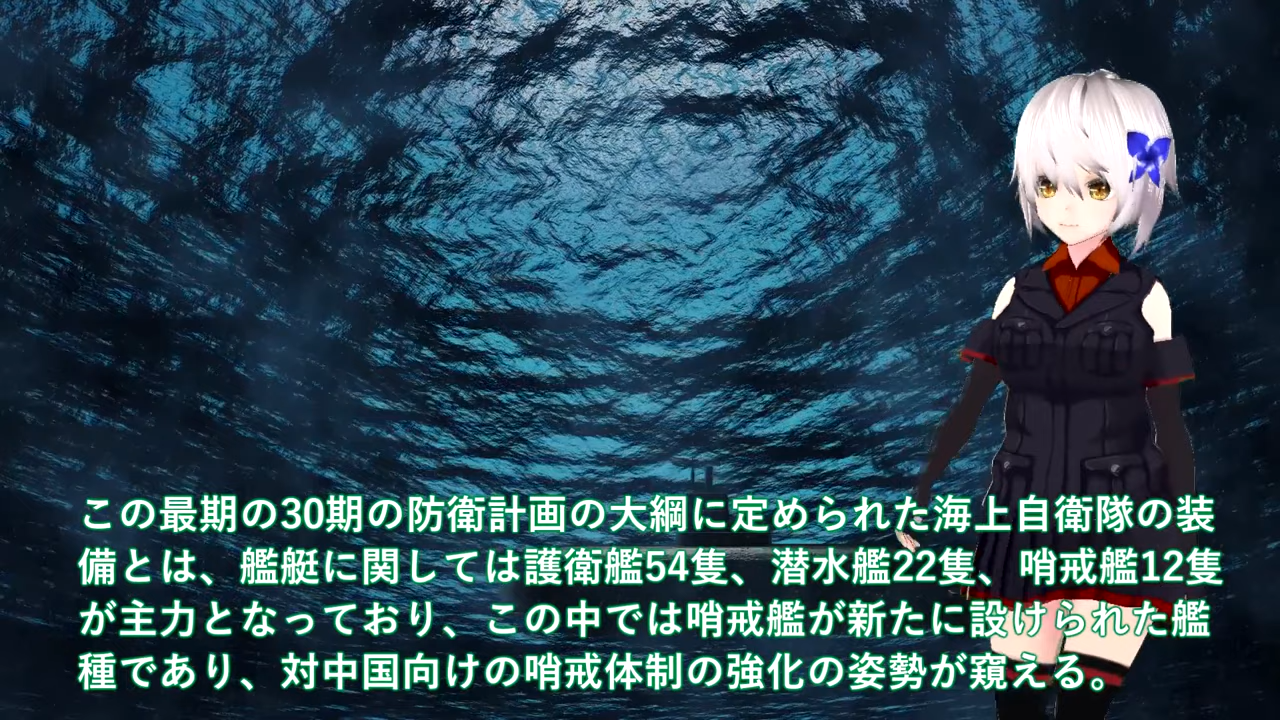 この最期の30期の防衛計画の大綱に定められた海上自衛隊の装
備とは、艦艇に関しては護衛艦54隻、潜水艦22隻、哨戒艦12隻
が主力となっており、この中では哨戒艦が新たに設けられた艦
種であり、対中国向けの哨戒体制の強化の姿勢が窺える。